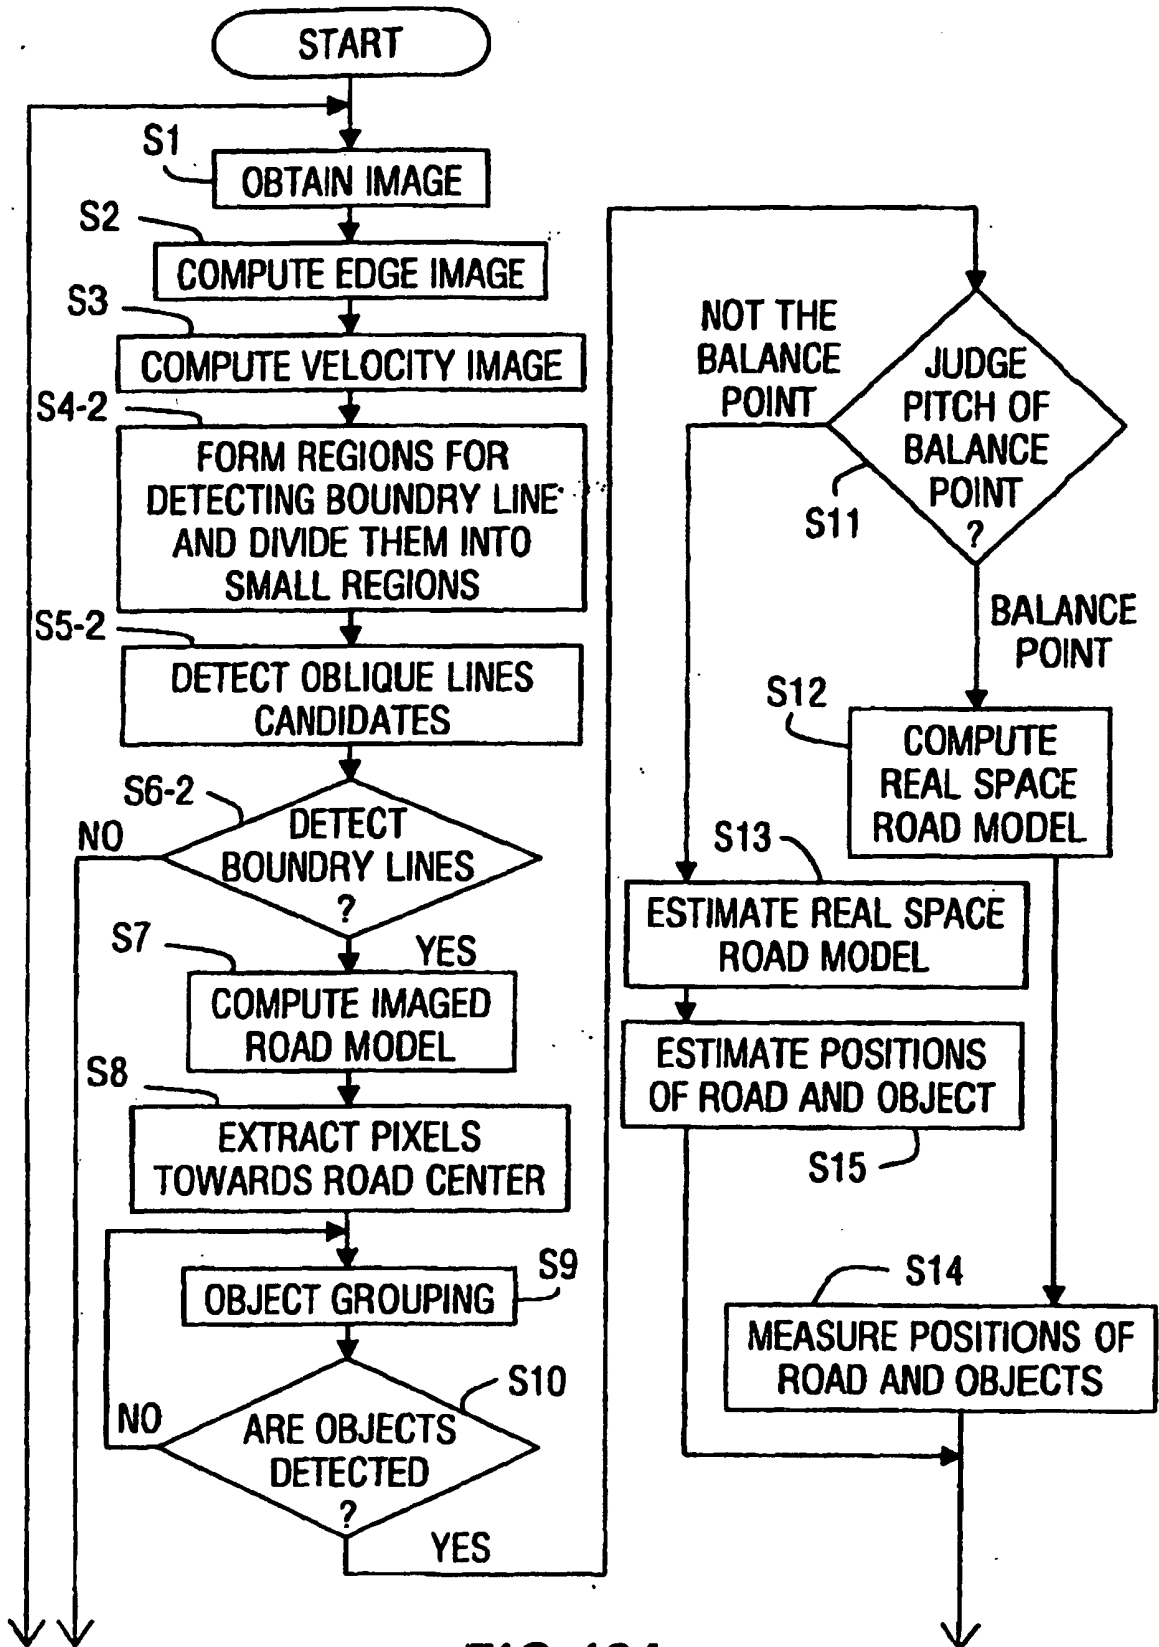 START
S1
OBTAIN IMAGE
S2
COMPUTE EDGE IMAGE
S3
COMPUTE VELOCITY IMAGE
S4-2
FORM REGIONS FOR
DETECTING BOUNDRY LINE
AND DIVIDE THEM INTO
SMALL REGIONS
S5-2
DETECT OBLIQUE LINES
CANDIDATES
S6-2
NO
DETECT
BOUNDRY LINES
?
YES
S7
COMPUTE IMAGED
ROAD MODEL
S8
EXTRACT PIXELS
TOWARDS ROAD CENTER
OBJECT GROUPING
S9
S10
NO
ARE OBJECTS
DETECTED
?
YES
NOT THE
BALANCE
POINT
JUDGE
PITCH OF
BALANCE
POINT
?
S11
BALANCE
POINT
S12
COMPUTE
REAL SPACE
ROAD MODEL
S13
ESTIMATE REAL SPACE
ROAD MODEL
ESTIMATE POSITIONS
OF ROAD AND OBJECT
S15
S14
MEASURE POSITIONS OF
ROAD AND OBJECTS